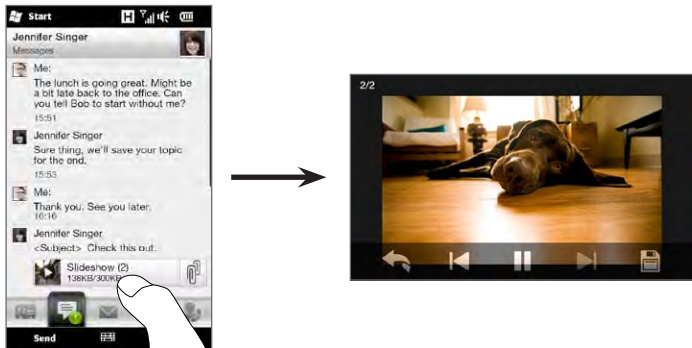 Start
H
Jennifer Singer
Messages
Me:
The lunch is going great. Might be
a bit late back to the office. Can
you tell Bob to start without me?
15:51
Jennifer Singer
Sure thing, we'll save your topic
for the end.
15:53
Me:
Thank you. See you later.
16:16
Jennifer Singer
<Subject> Check this out.
Slideshow (2)
138KB/300KB
Send
2/2